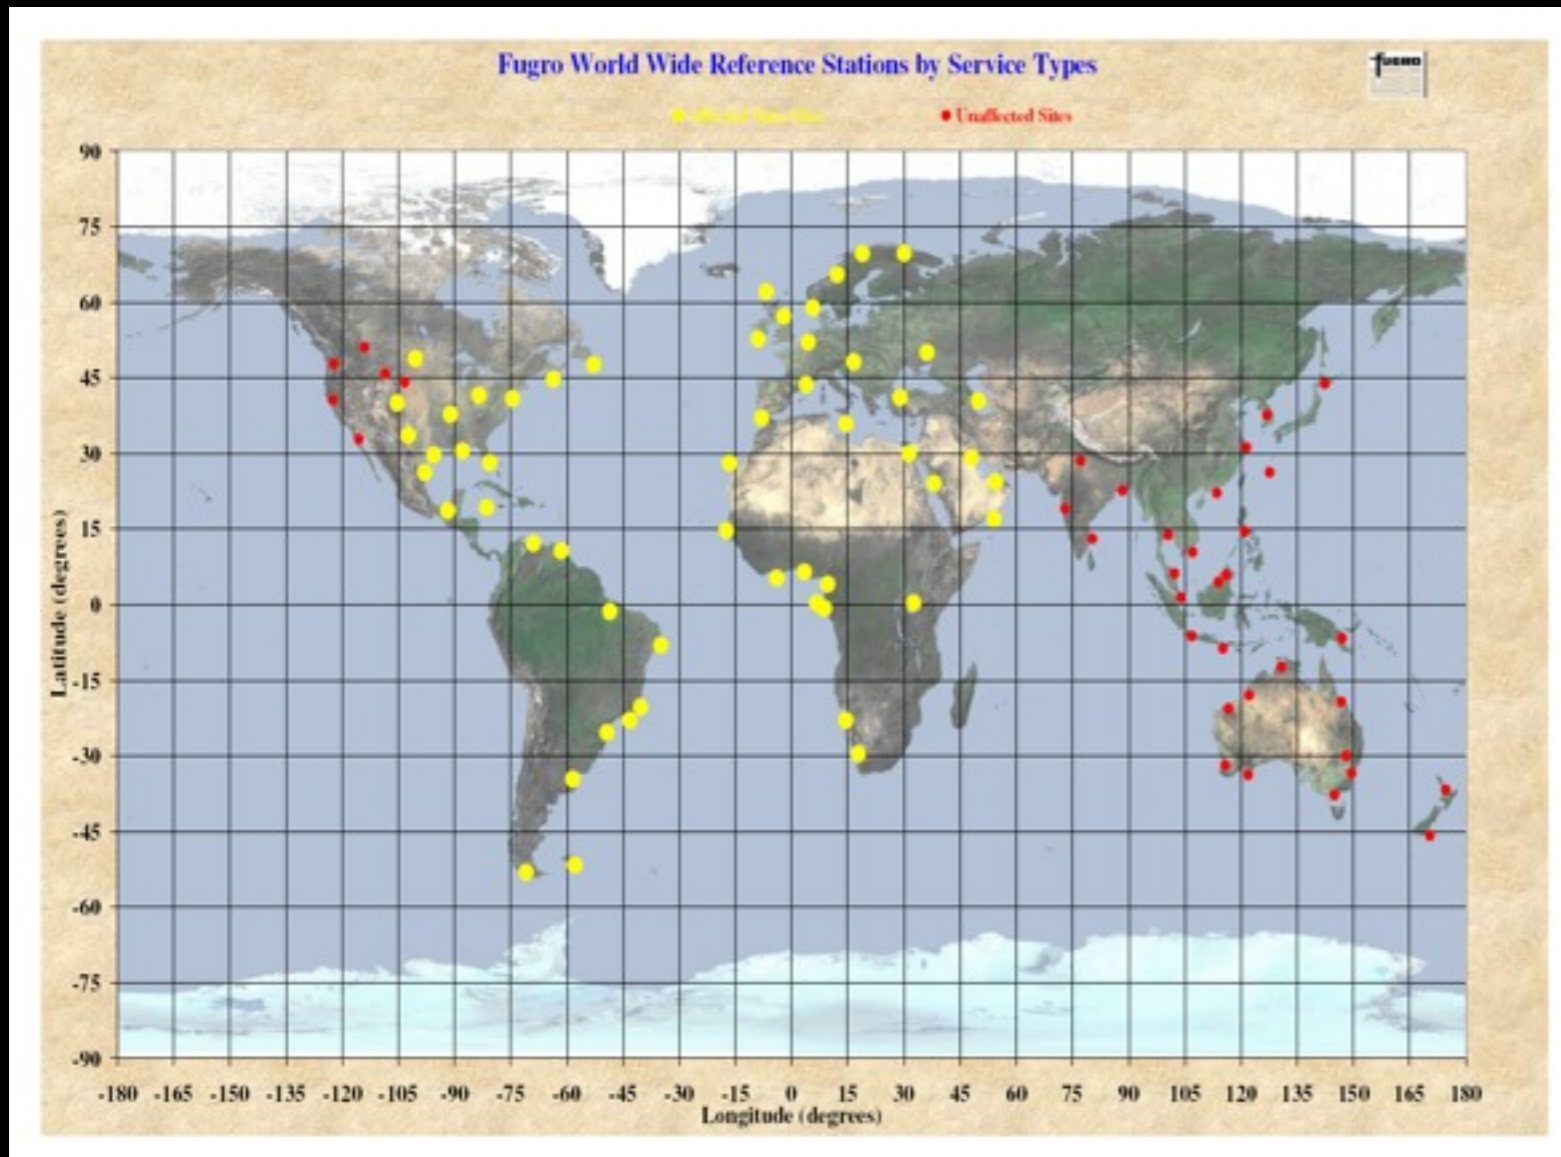 Fugro World Wide Reference Stations by Service Types
fugro
Unaffected Sites
90
75
60
45
30
15
0
-15
-30
-45
-60
-75
-90
Latitude (degrees)
-180 -165 -150 -135 -120 -105 -90 -75 -60 -45 -30 -15 0 15 30 45 60 75 90 105 120 135 150 165 180
Longitude (degrees)